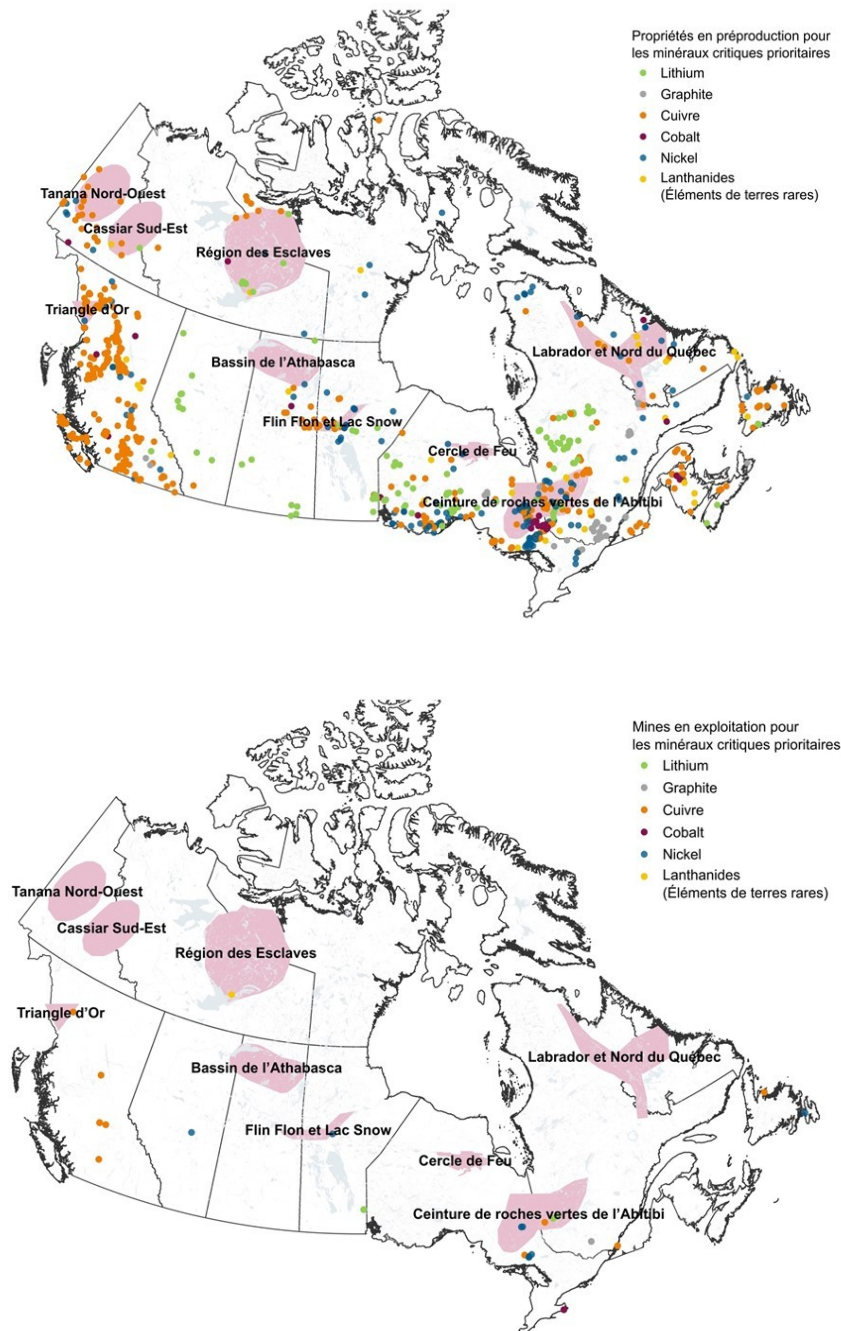 Propriétés en préproduction pour
les minéraux critiques prioritaires
Lithium
Graphite
Cuivre
Cobalt
Nickel
Lanthanides
(Éléments de terres rares)
Tanana Nord-Ouest
Cassiar Sud-Est
Région des Esclaves
Triangle d'Or
Bassin de l'Athabasca
Labrador et Nord du Québec
Flin Flon et Lac Snow
Cercle de Feu
Ceinture de roches vertes de l'Abitibi
Mines en exploitation pour
les minéraux critiques prioritaires
Lithium
Graphite
Cuivre
Cobalt
Nickel
Lanthanides
(Éléments de terres rares)
Tanana Nord-Ouest
Cassiar Sud-Est
Région des Esclaves
Triangle d'Or
Labrador et Nord du Québec
Bassin de l'Athabasca
Flin Flon et Lac Snow
Cercle de Feu
Ceinture de roches vertes de l'Abitibi